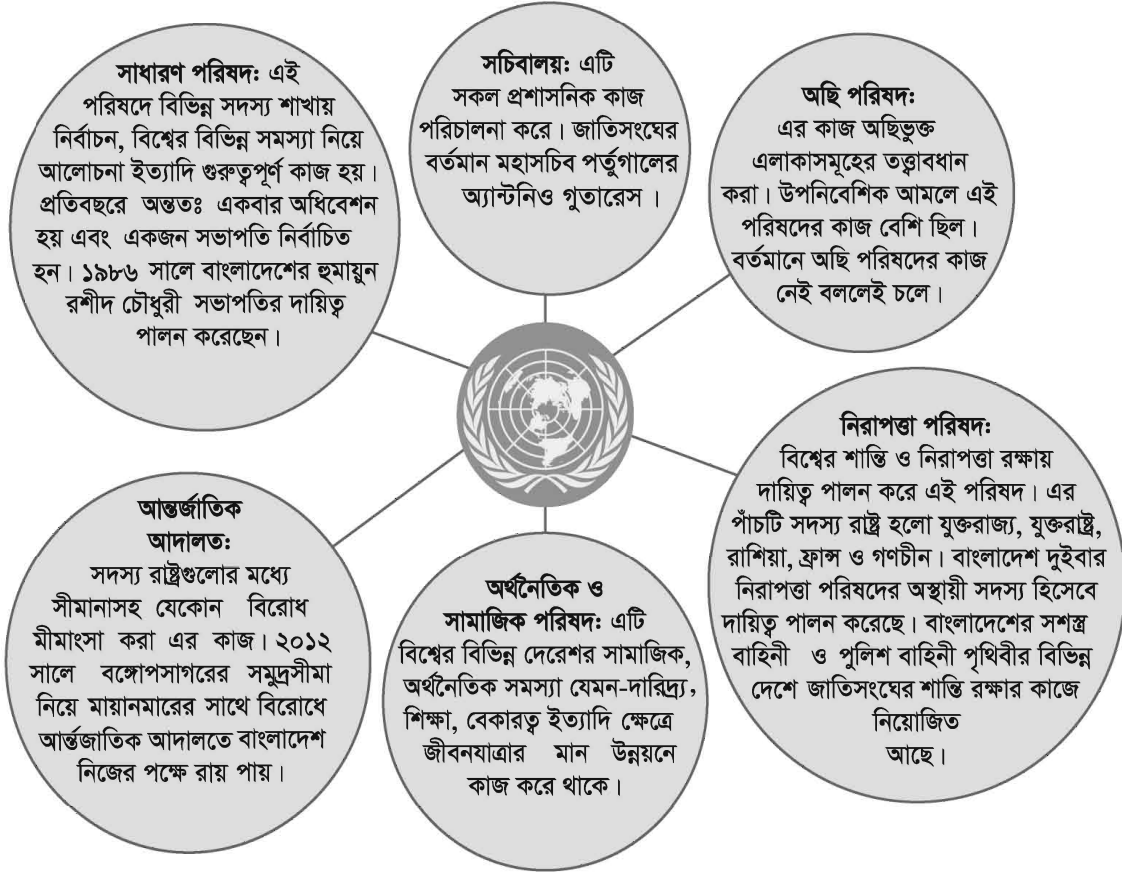 সাধারণ পরিষদ: এই
পরিষদে বিভিন্ন সদস্য শাখায়
নির্বাচন, বিশ্বের বিভিন্ন সমস্যা নিয়ে
আলোচনা ইত্যাদি গুরুত্বপূর্ণ কাজ হয়।
প্রতিবছরে অন্ততঃ একবার অধিবেশন
হয় এবং একজন সভাপতি নির্বাচিত
হন। ১৯৮৬ সালে বাংলাদেশের হুমায়ুন
রশীদ চৌধুরী সভাপতির দায়িত্ব
পালন করেছেন।
সচিবালয়: এটি
সকল প্রশাসনিক কাজ
পরিচালনা করে। জাতিসংঘের
বর্তমান মহাসচিব পর্তুগালের
অ্যান্টনিও গুতারেস ।
অছি পরিষদ:
এর কাজ অছিভুক্ত
এলাকাসমূহের তত্ত্বাবধান
করা। উপনিবেশিক আমলে এই
পরিষদের কাজ বেশি ছিল।
বর্তমানে অছি পরিষদের কাজ
নেই বললেই চলে।
আন্তর্জাতিক
আদালত:
সদস্য রাষ্ট্রগুলোর মধ্যে
সীমানাসহ যেকোন বিরোধ
মীমাংসা করা এর কাজ। ২০১২
সালে বঙ্গোপসাগরের সমুদ্রসীমা
নিয়ে মায়ানমারের সাথে বিরোধে
আর্ন্তজাতিক আদালতে বাংলাদেশ
নিজের পক্ষে রায় পায়।
অর্থনৈতিক ও
সামাজিক পরিষদ: এটি
বিশ্বের বিভিন্ন দেরেশর সামাজিক,
অর্থনৈতিক সমস্যা যেমন-দারিদ্র্য,
শিক্ষা, বেকারত্ব ইত্যাদি ক্ষেত্রে
জীবনযাত্রার মান উন্নয়নে
কাজ করে থাকে।
নিরাপত্তা পরিষদ:
বিশ্বের শান্তি ও নিরাপত্তা রক্ষায়
দায়িত্ব পালন করে এই পরিষদ। এর
পাঁচটি সদস্য রাষ্ট্র হলো যুক্তরাজ্য, যুক্তরাষ্ট্র,
রাশিয়া, ফ্রান্স ও গণচীন। বাংলাদেশ দুইবার
নিরাপত্তা পরিষদের অস্থায়ী সদস্য হিসেবে
দায়িত্ব পালন করেছে। বাংলাদেশের সশস্ত্র
বাহিনী ও পুলিশ বাহিনী পৃথিবীর বিভিন্ন
দেশে জাতিসংঘের শান্তি রক্ষার কাজে
নিয়োজিত
আছে।